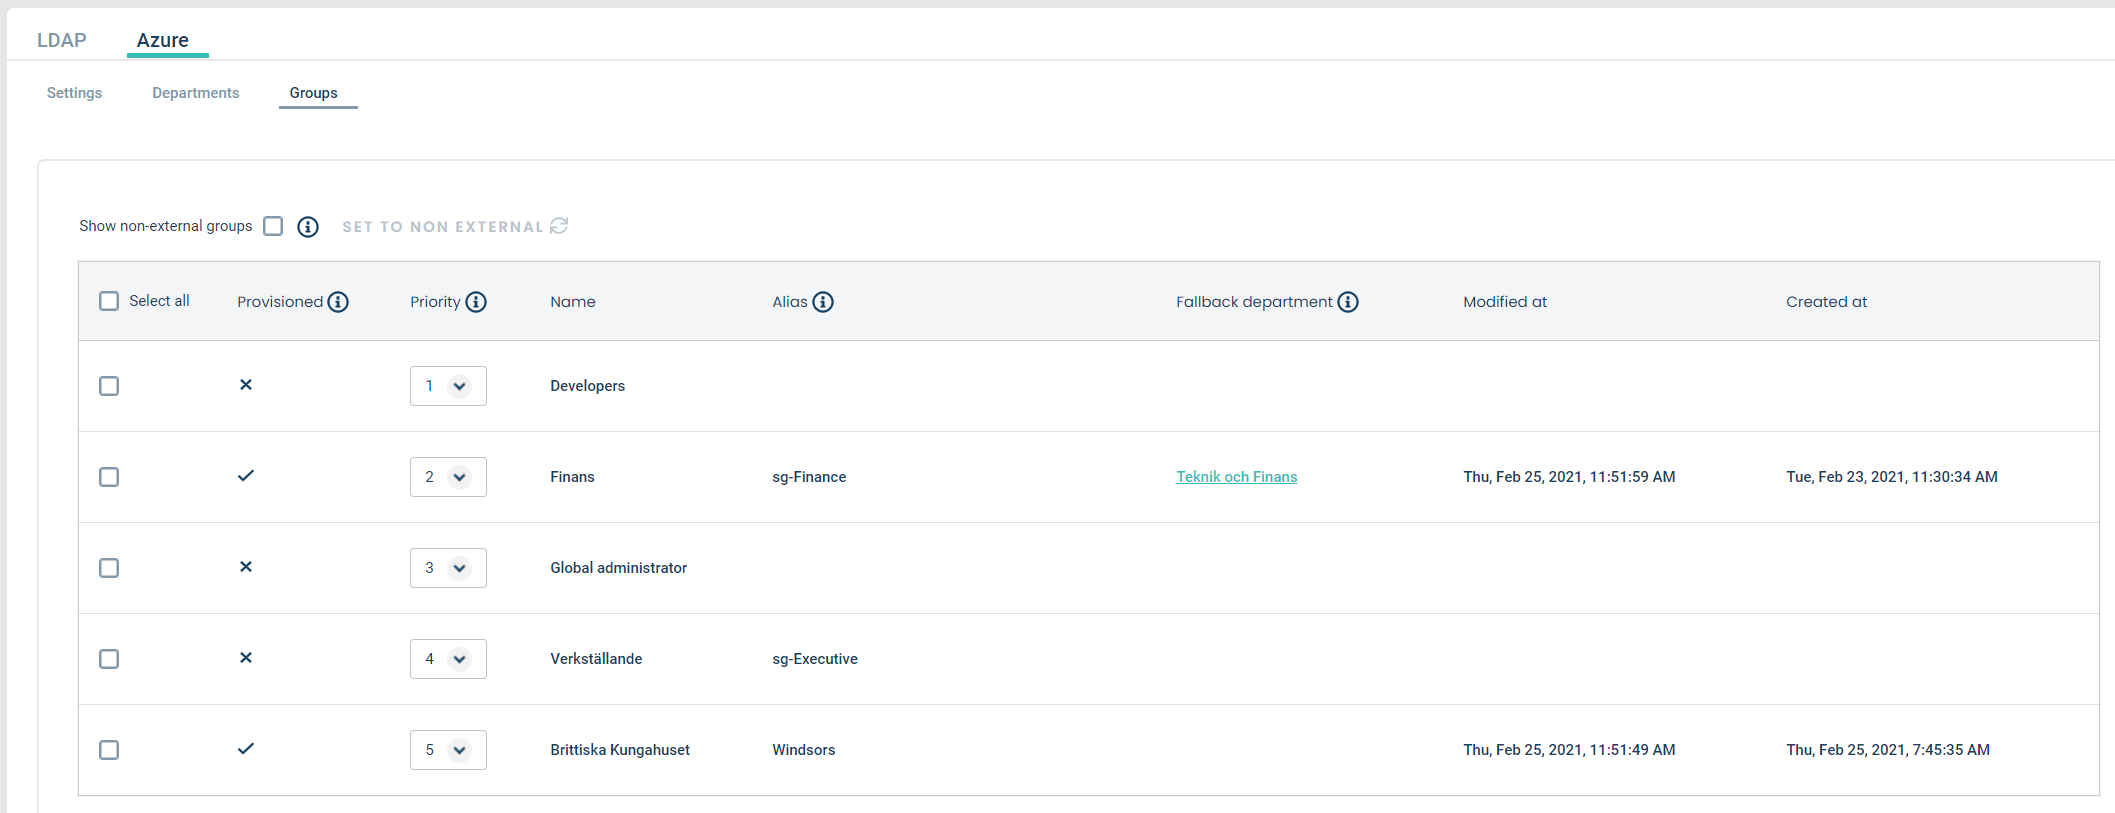 LDAP Azure
Settings Departments Groups
Show non-external groups SET TO NON EXTERNAL
Select all Provisioned Priority Name Alias Fallback department Modified at Created at
1 Developers
2 Finans sg-Finance Teknik och Finans Thu, Feb 25, 2021, 11:51:59 AM Tue, Feb 23, 2021, 11:30:34 AM
3 Global administrator
4 Verkställande sg-Executive
5 Brittiska Kungahuset Windsors Thu, Feb 25, 2021, 11:51:49 AM Thu, Feb 25, 2021, 7:45:35 AM